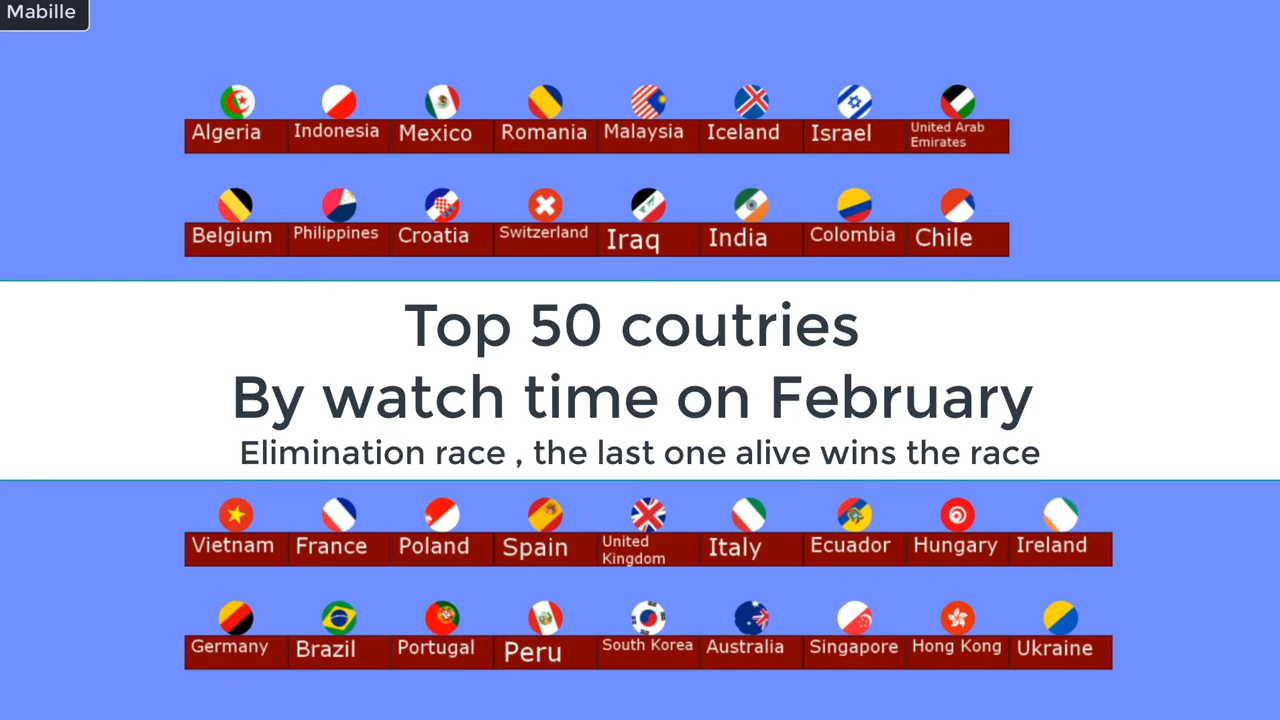 Mabille
Algeria Indonesia Mexico Romania Malaysia Iceland Israel United Arab Emirates
Belgium Philippines Croatia Switzerland Iraq India Colombia Chile
Top 50 coutries
By watch time on February
Elimination race , the last one alive wins the race
Vietnam France Poland Spain United Kingdom Italy Ecuador Hungary Ireland
Germany Brazil Portugal Peru South Korea Australia Singapore Hong Kong Ukraine